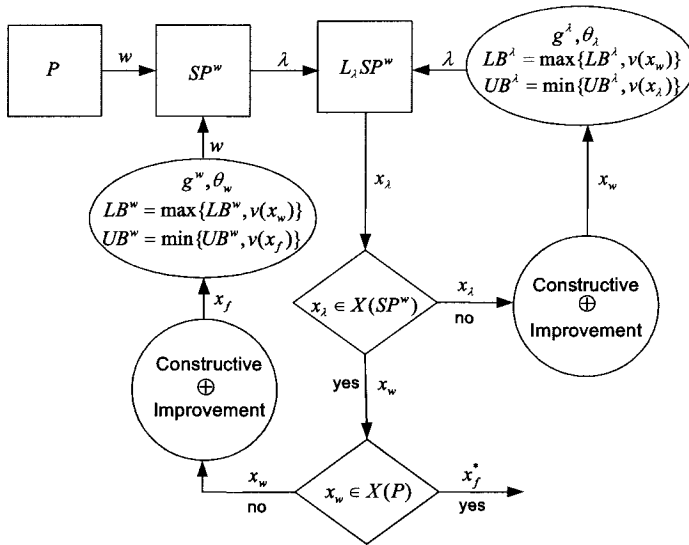 P
w
SP^w
λ
L_λSP^w
λ
g^λ, θ_λ
LB^λ = max{LB^λ, v(x_w)}
UB^λ = min{UB^λ, v(x_λ)}
w
g^w, θ_w
LB^w = max{LB^w, v(x_w)}
UB^w = min{UB^w, v(x_f)}
x_λ
x_w
x_f
x_λ ∈ X(SP^w)
x_λ
no
Constructive
⊕
Improvement
Constructive
⊕
Improvement
yes
x_w
x_w
no
x_w ∈ X(P)
x_f^*
yes